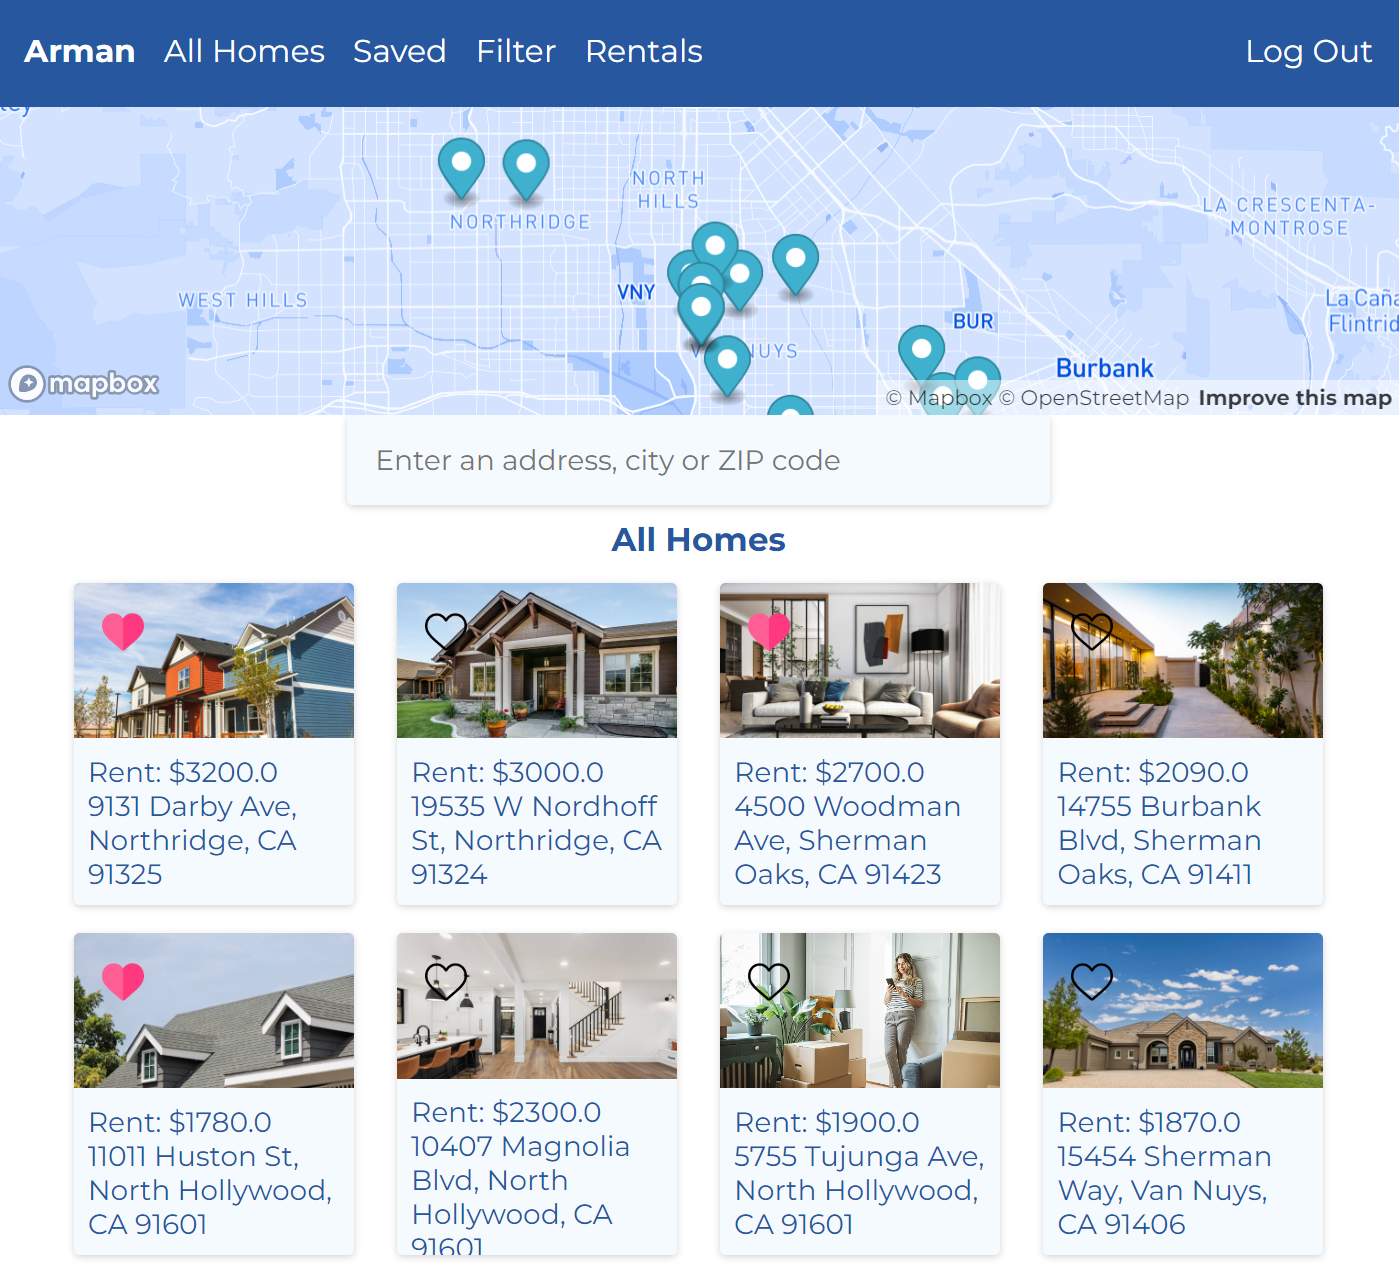 Arman All Homes Saved Filter Rentals Log Out
NORTH
HILLS
NORTHRIDGE
LA CRESCENTA-
MONTROSE
WEST HILLS
VNY
La Caña
Flintrid
BUR
NUYS
Burbank
mapbox
© Mapbox © OpenStreetMap Improve this map
Enter an address, city or ZIP code
All Homes
Rent: $3200.0
9131 Darby Ave,
Northridge, CA
91325
Rent: $3000.0
19535 W Nordhoff
St, Northridge, CA
91324
Rent: $2700.0
4500 Woodman
Ave, Sherman
Oaks, CA 91423
Rent: $2090.0
14755 Burbank
Blvd, Sherman
Oaks, CA 91411
Rent: $1780.0
11011 Huston St,
North Hollywood,
CA 91601
Rent: $2300.0
10407 Magnolia
Blvd, North
Hollywood, CA
91601
Rent: $1900.0
5755 Tujunga Ave,
North Hollywood,
CA 91601
Rent: $1870.0
15454 Sherman
Way, Van Nuys,
CA 91406